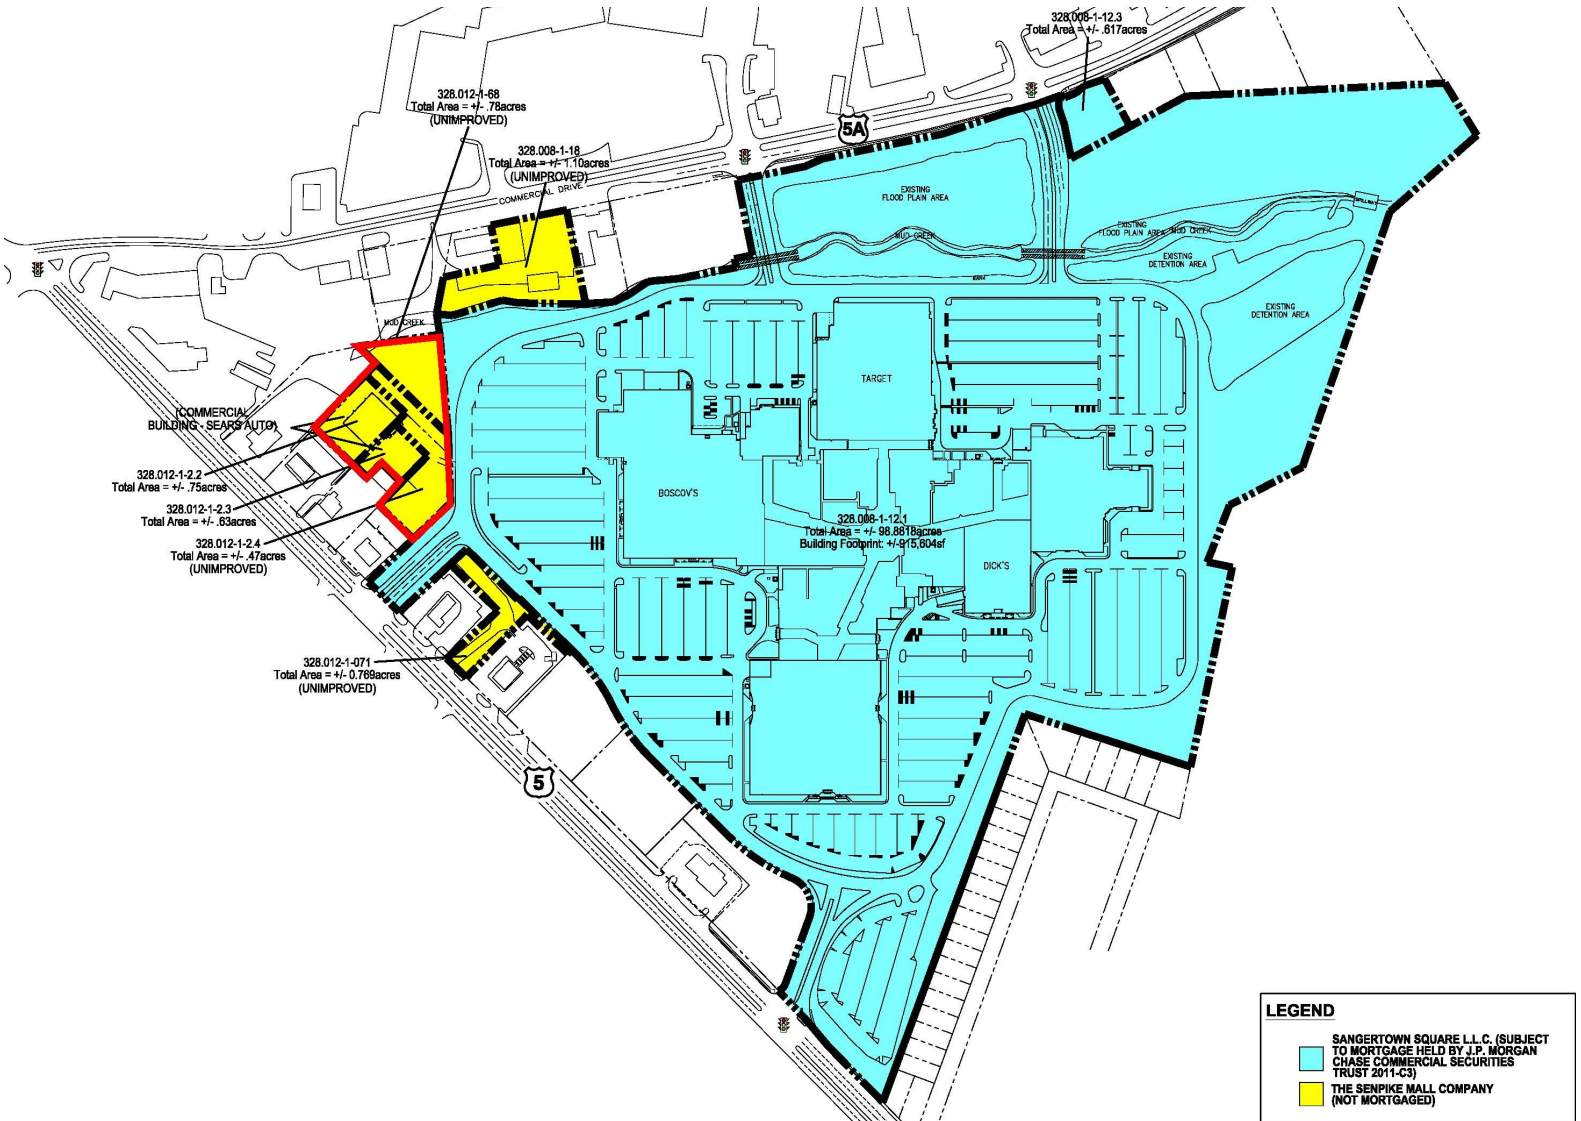 328.008-1-12.3
Total Area = +/- .617acres
328.012-1-68
Total Area = +/- .78acres
(UNIMPROVED)
5A
328.008-1-18
Total Area = +/- 1.10acres
(UNIMPROVED)
COMMERCIAL DRIVE
EXISTING
FLOOD PLAIN AREA
MUD CREEK
EXISTING
FLOOD PLAIN AREA
MUD CREEK
SPILLWAY
EXISTING
DETENTION AREA
BERM
EXISTING
DETENTION AREA
MUD CREEK
TARGET
(COMMERCIAL
BUILDING - SEARS AUTO)
328.012-1-2.2
Total Area = +/- .75acres
328.012-1-2.3
Total Area = +/- .63acres
328.012-1-2.4
Total Area = +/- .47acres
(UNIMPROVED)
BOSCOV'S
328.008-1-12.1
Total Area = +/- 98.8818acres
Building Footprint: +/-915,604sf
DICK'S
328.012-1-071
Total Area = +/- 0.769acres
(UNIMPROVED)
5
LEGEND
SANGERTOWN SQUARE L.L.C. (SUBJECT
TO MORTGAGE HELD BY J.P. MORGAN
CHASE COMMERCIAL SECURITIES
TRUST 2011-C3)
THE SENPIKE MALL COMPANY
(NOT MORTGAGED)